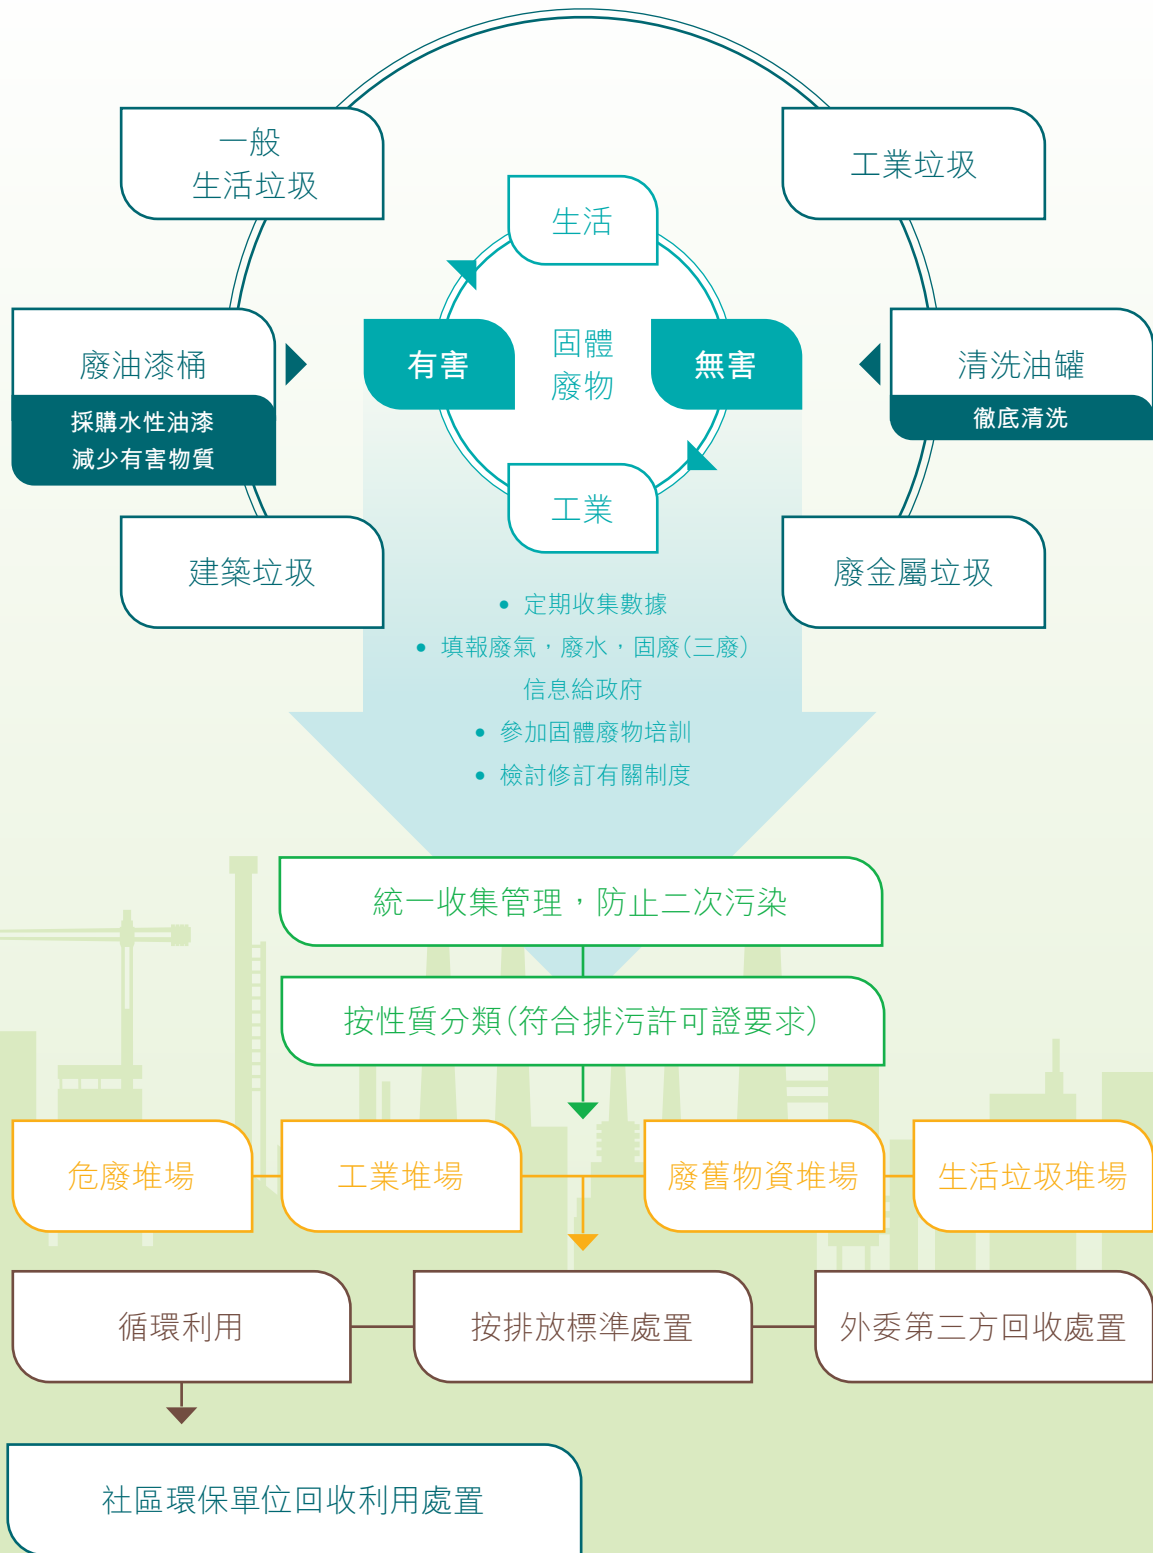 一般
生活垃圾
工業垃圾
生活
廢油漆桶
採購水性油漆
減少有害物質
有害
固體
廢物
無害
清洗油罐
徹底清洗
工業
建築垃圾
廢金屬垃圾
• 定期收集數據
• 填報廢氣，廢水，固廢(三廢)
信息給政府
• 參加固體廢物培訓
• 檢討修訂有關制度
統一收集管理，防止二次污染
按性質分類(符合排污許可證要求)
危廢堆場
工業堆場
廢舊物資堆場
生活垃圾堆場
循環利用
按排放標準處置
外委第三方回收處置
社區環保單位回收利用處置